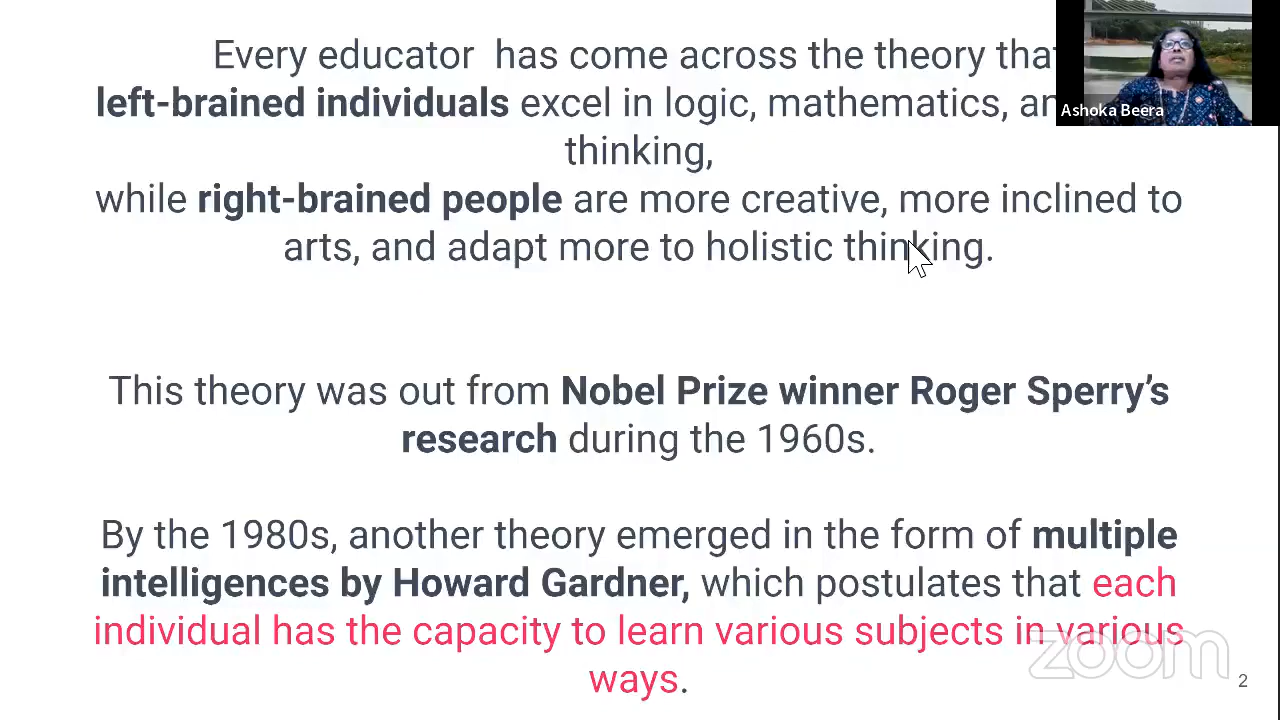 Every educator has come across the theory that
left-brained individuals excel in logic, mathematics,
thinking,
while right-brained people are more creative, more inclined to
arts, and adapt more to holistic thinking.
This theory was out from Nobel Prize winner Roger Sperry’s
research during the 1960s.
By the 1980s, another theory emerged in the form of multiple
intelligences by Howard Gardner, which postulates that each
individual has the capacity to learn various subjects in various
ways.
Ashoka Beera
zoom
2